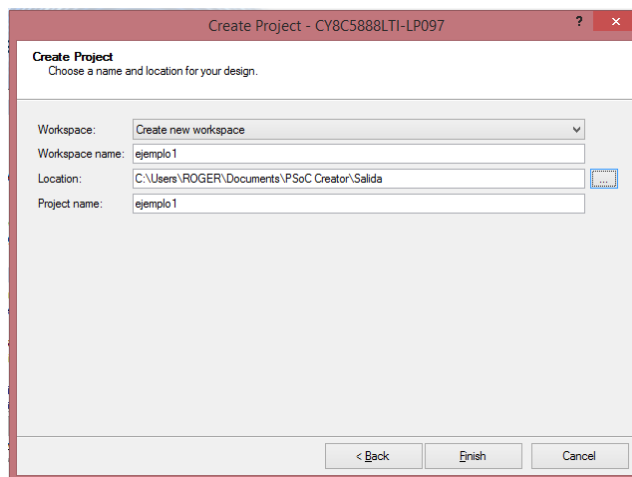 Create Project - CY8C5888LTI-LP097 ? ×
Create Project
Choose a name and location for your design.
Workspace: Create new workspace
Workspace name: ejemplo1
Location: C:\Users\ROGER\Documents\PSoC Creator\Salida ...
Project name: ejemplo1
< Back Finish Cancel